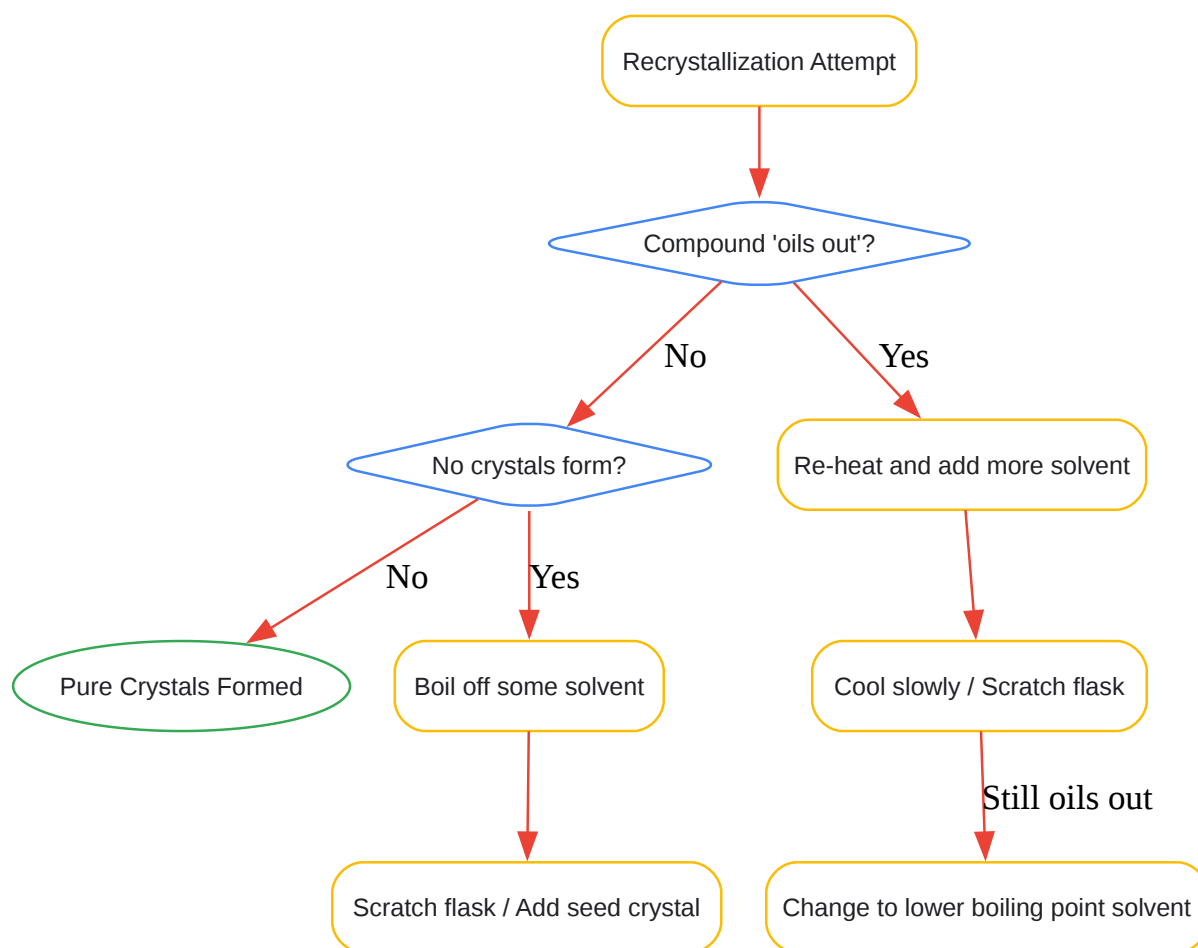 Recrystallization Attempt
Compound 'oils out'?
No
Yes
No crystals form?
Re-heat and add more solvent
No
Yes
Pure Crystals Formed
Boil off some solvent
Cool slowly / Scratch flask
Still oils out
Scratch flask / Add seed crystal
Change to lower boiling point solvent